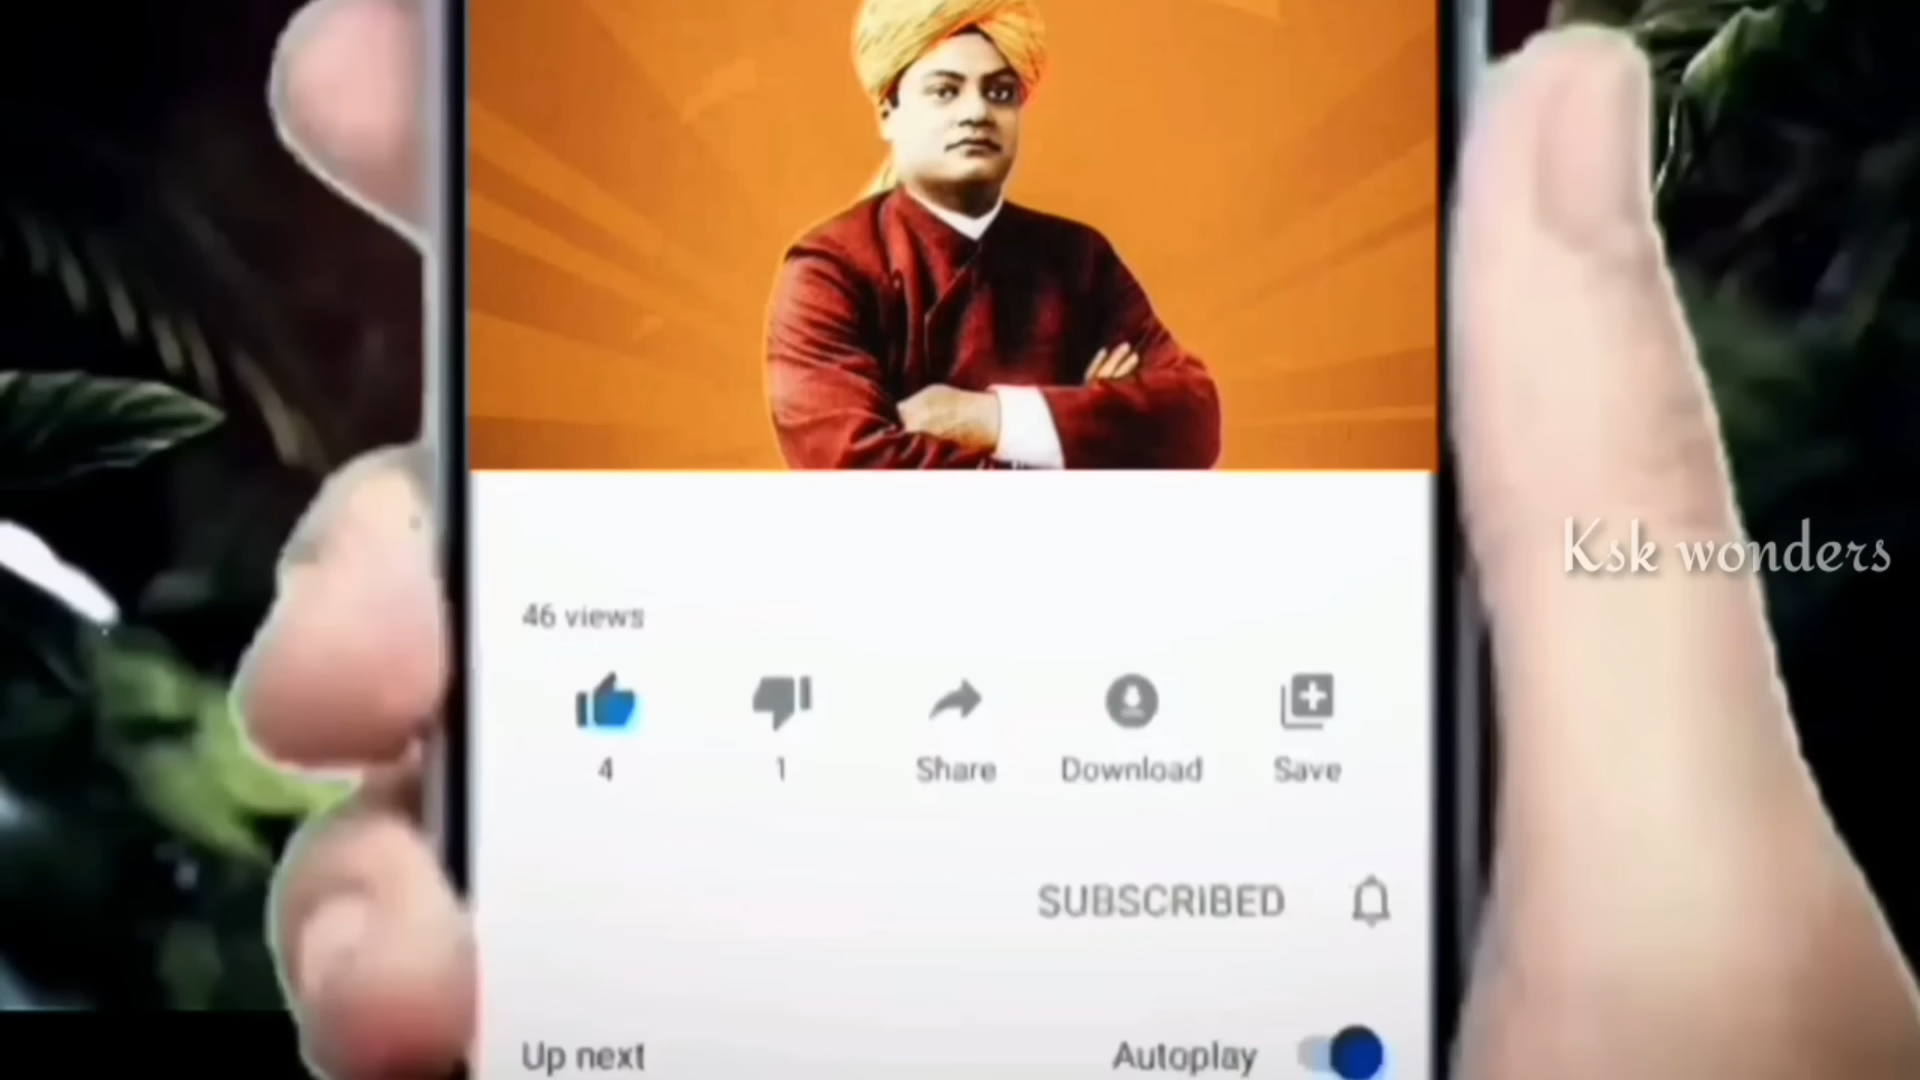 Ksk wonders
46 views
4
1
Share
Download
Save
SUBSCRIBED
Up next
Autoplay